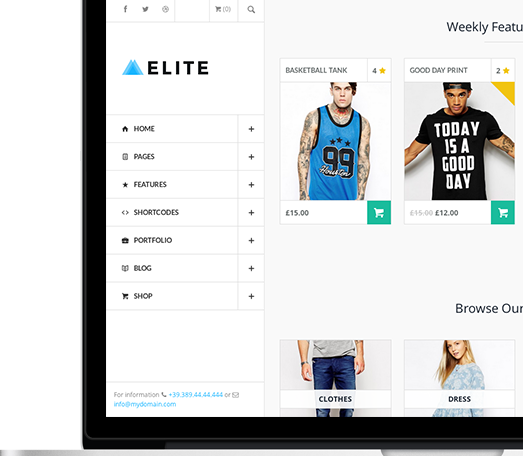 (0)
Weekly Featu
ELITE
BASKETBALL TANK 4
GOOD DAY PRINT 2
HOME +
PAGES +
FEATURES +
SHORTCODES +
PORTFOLIO +
BLOG +
SHOP +
99
Houston
TODAY
IS A
GOOD
DAY
£15.00
£15.00 £12.00
Browse Our
CLOTHES
DRESS
For information +39.389.44.44.444 or
info@mydomain.com